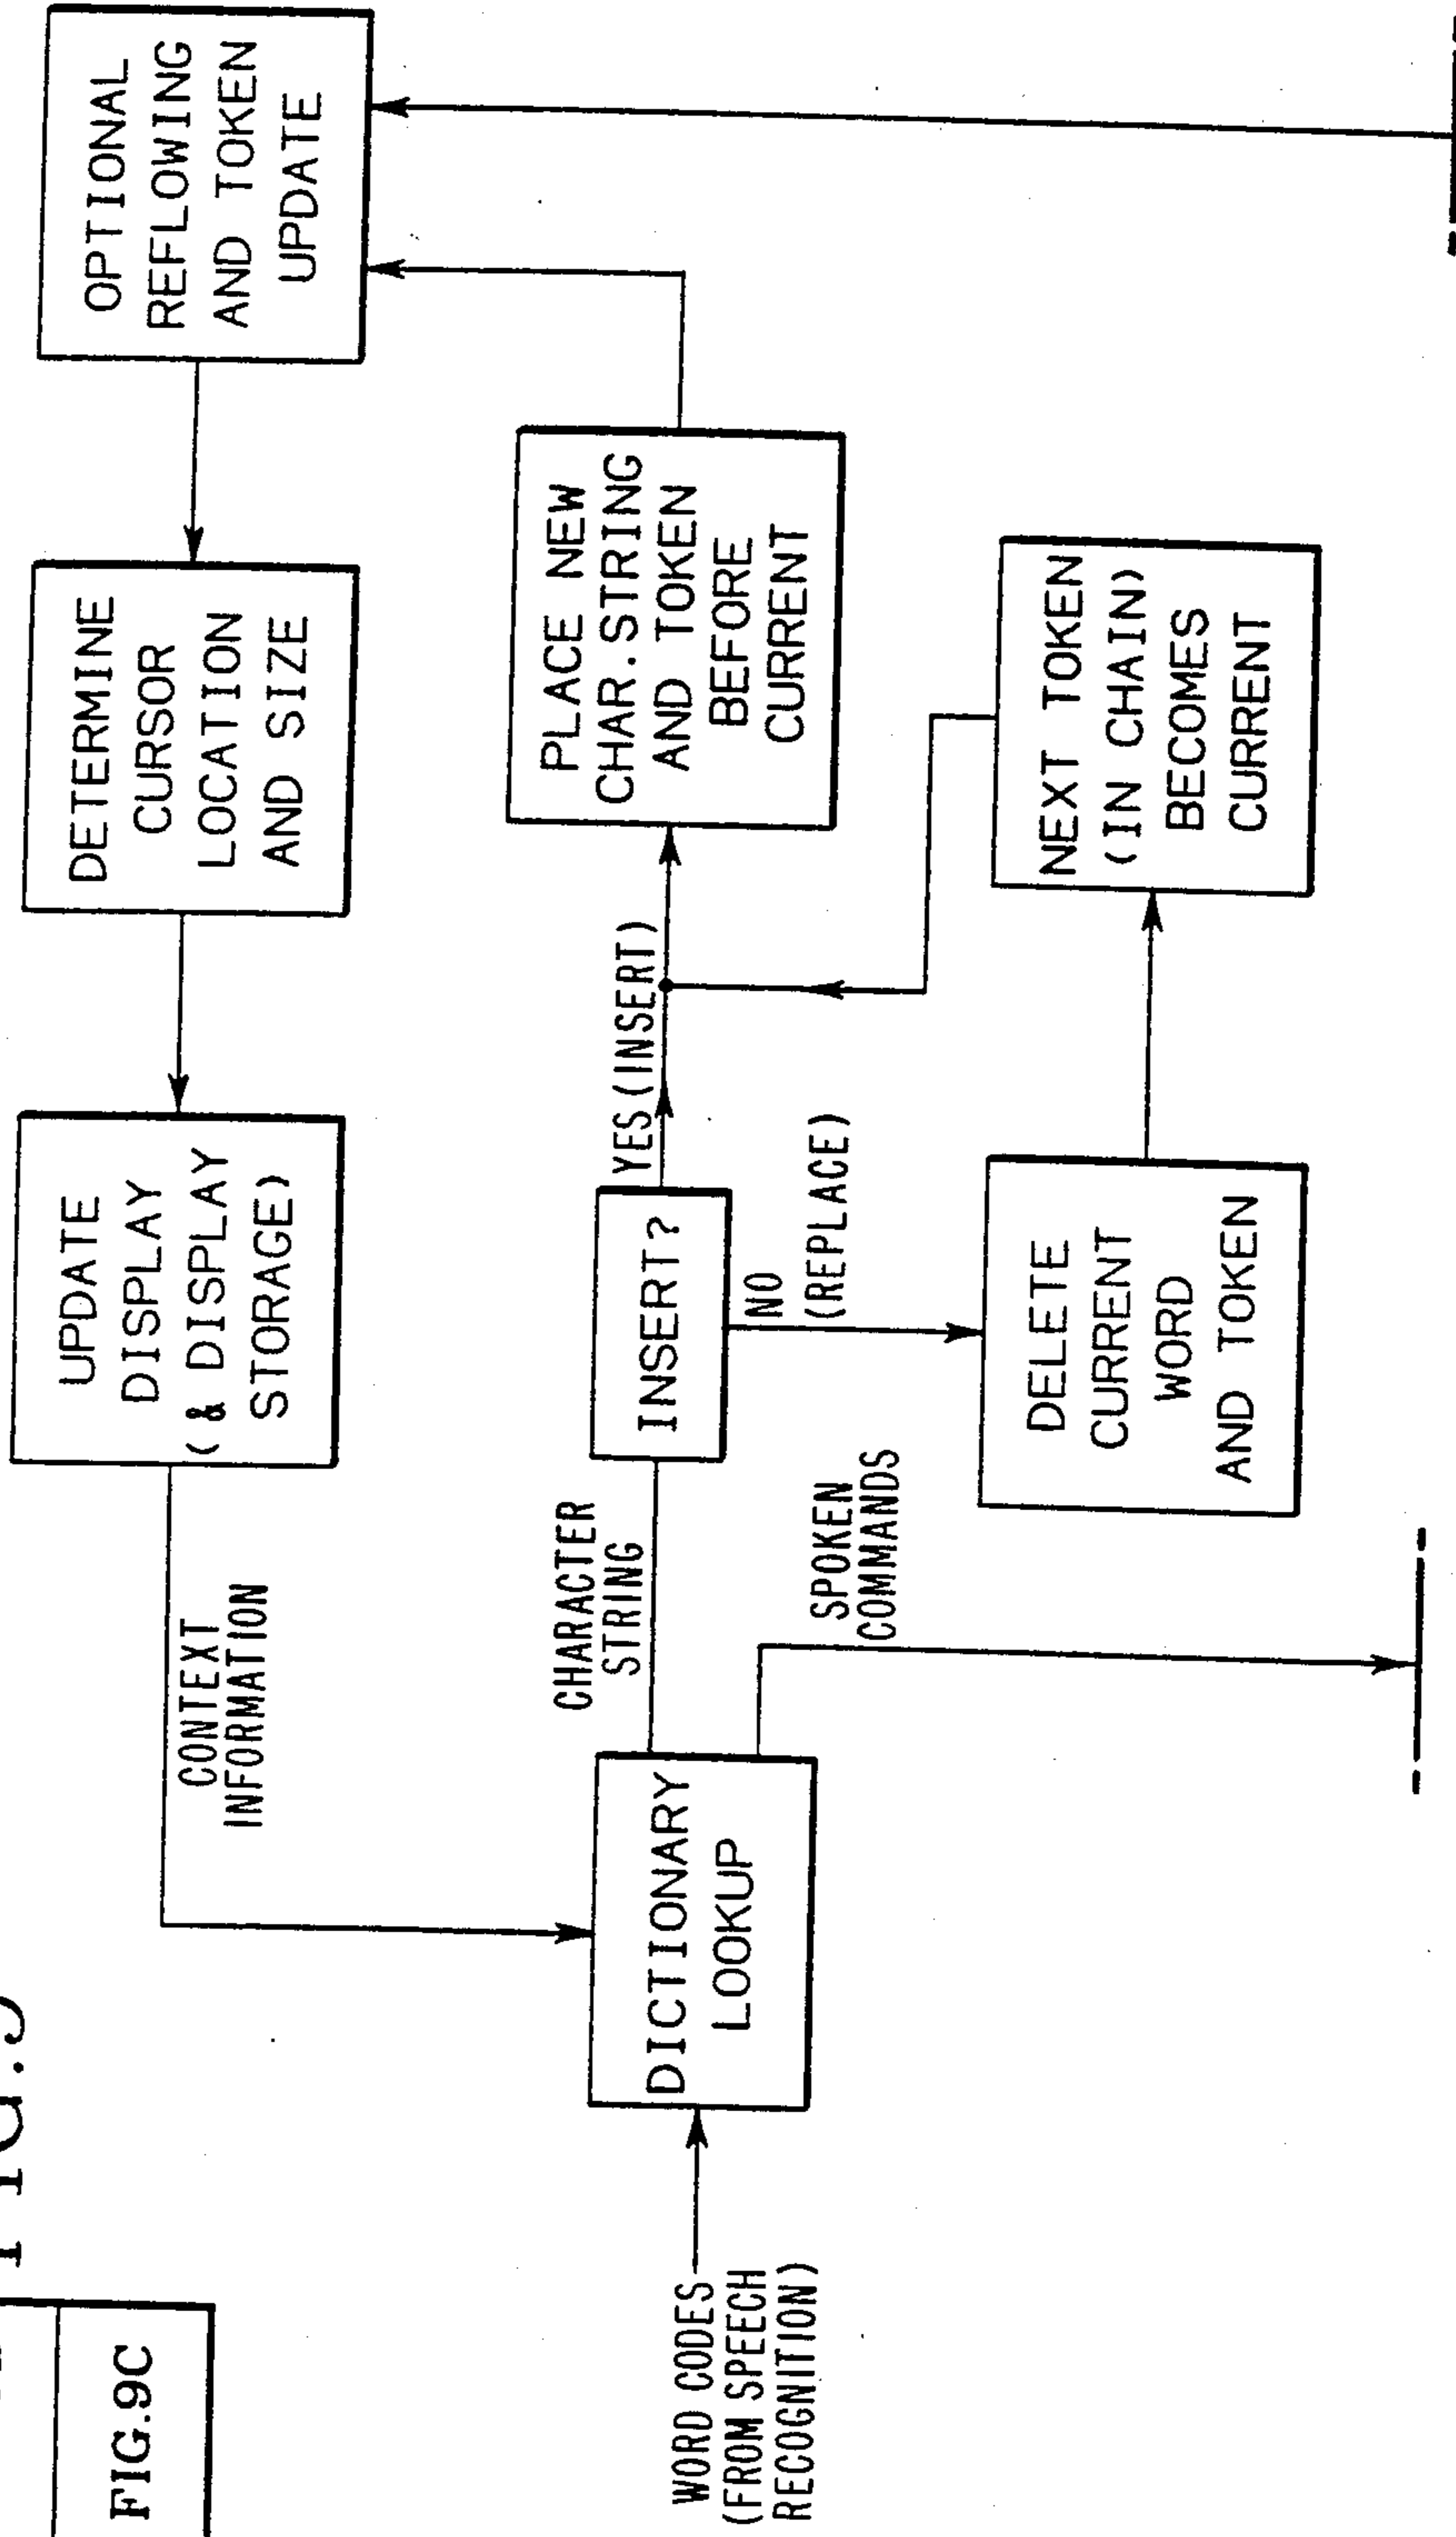 FIG.9
FIG.9C
UPDATE
DISPLAY
(& DISPLAY
STORAGE)
DETERMINE
CURSOR
LOCATION
AND SIZE
OPTIONAL
REFLOWING
AND TOKEN
UPDATE
CONTEXT
INFORMATION
WORD CODES
(FROM SPEECH
RECOGNITION)
DICTIONARY
LOOKUP
CHARACTER
STRING
SPOKEN
COMMANDS
INSERT?
YES (INSERT)
NO
(REPLACE)
PLACE NEW
CHAR.STRING
AND TOKEN
BEFORE
CURRENT
DELETE
CURRENT
WORD
AND TOKEN
NEXT TOKEN
(IN CHAIN)
BECOMES
CURRENT